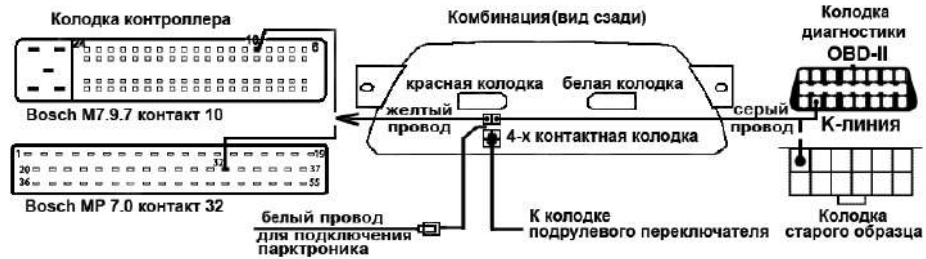 Колодка контроллера
24
10
6
Bosch M7.9.7 контакт 10
1
19
32
20
37
36
55
Bosch MP 7.0 контакт 32
Комбинация(вид сзади)
красная колодка
белая колодка
желтый
провод
4-х контактная колодка
серый
провод
белый провод
для подключения
парктроника
К колодке
подрулевого переключателя
Колодка
диагностики
OBD-II
К-линия
Колодка
старого образца